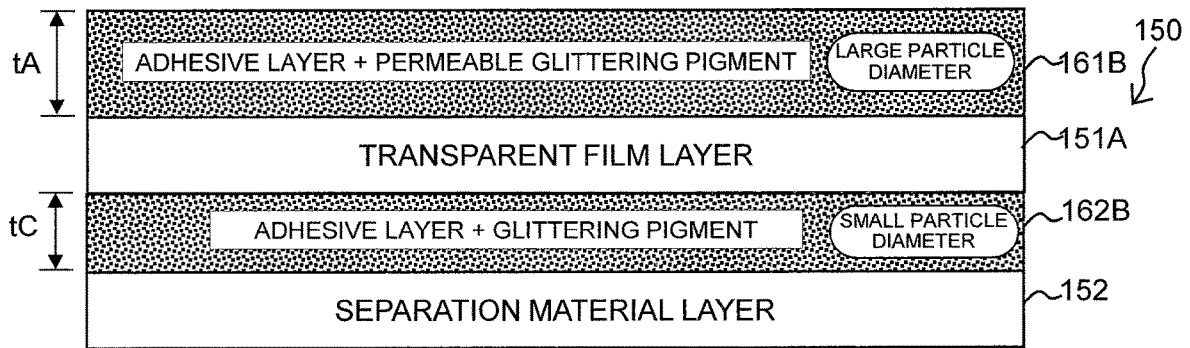 tA
ADHESIVE LAYER + PERMEABLE GLITTERING PIGMENT
LARGE PARTICLE
DIAMETER
161B
150
TRANSPARENT FILM LAYER
151A
tC
ADHESIVE LAYER + GLITTERING PIGMENT
SMALL PARTICLE
DIAMETER
162B
SEPARATION MATERIAL LAYER
152